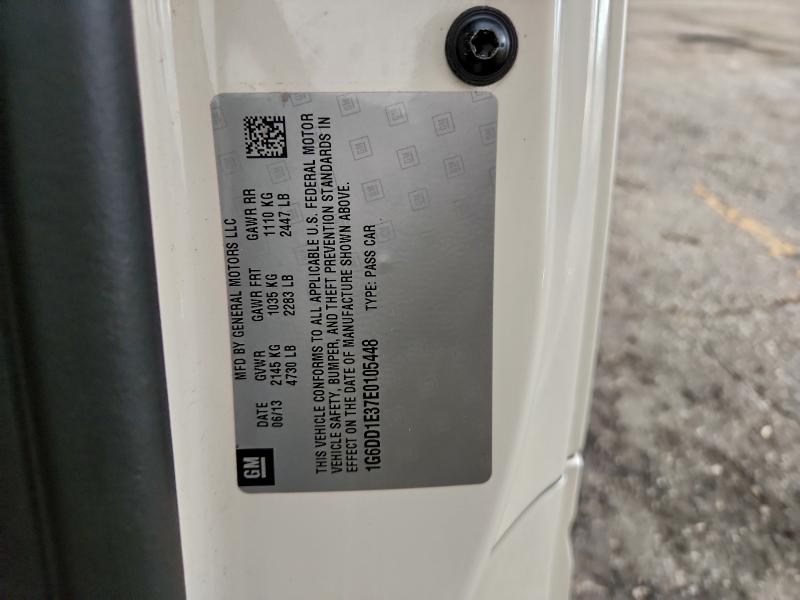 GM
MFD BY GENERAL MOTORS LLC
DATE GVWR GAWR FRT GAWR RR
06/13 2145 KG 1035 KG 1110 KG
4730 LB 2283 LB 2447 LB
THIS VEHICLE CONFORMS TO ALL APPLICABLE U.S. FEDERAL MOTOR
VEHICLE SAFETY, BUMPER, AND THEFT PREVENTION STANDARDS IN
EFFECT ON THE DATE OF MANUFACTURE SHOWN ABOVE.
1G6DD1E37E0105448 TYPE: PASS CAR